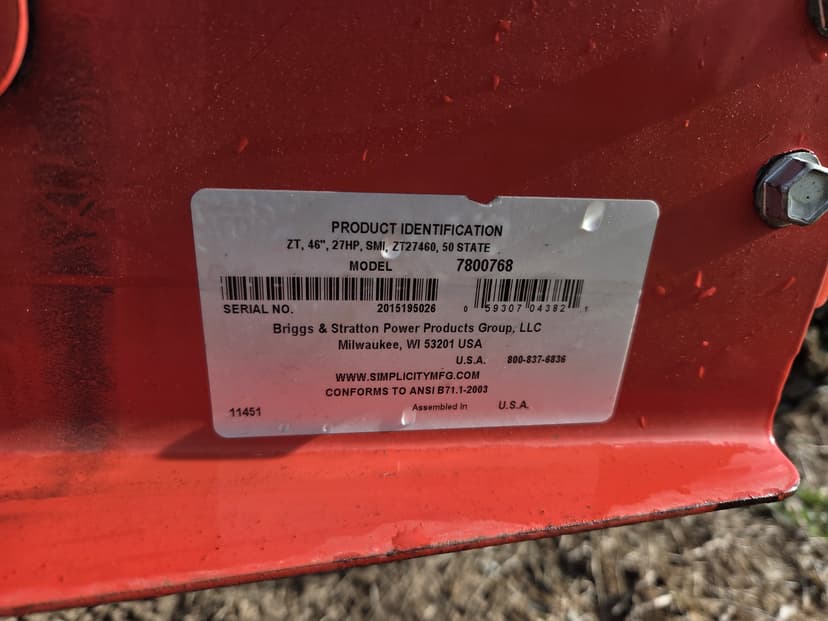 PRODUCT IDENTIFICATION
ZT, 46", 27HP, SMI, ZT27460, 50 STATE
MODEL 7800768
SERIAL NO. 2015195026 0 59307 04382 1
Briggs & Stratton Power Products Group, LLC
Milwaukee, WI 53201 USA
U.S.A. 800-837-6836
WWW.SIMPLICITYMFG.COM
CONFORMS TO ANSI B71.1-2003
11451 Assembled in U.S.A.